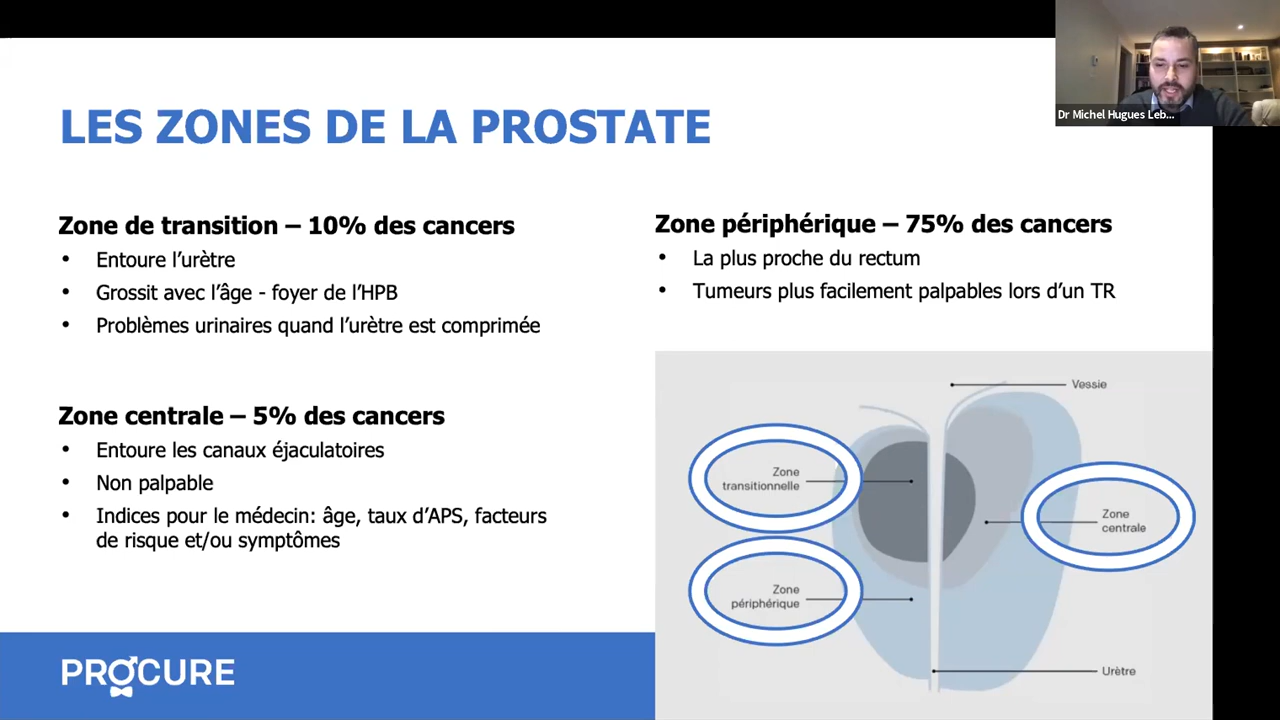 Dr Michel Hugues Leb...
LES ZONES DE LA PROSTATE
Zone de transition – 10% des cancers
• Entoure l’urètre
• Grossit avec l’âge - foyer de l’HPB
• Problèmes urinaires quand l’urètre est comprimée
Zone centrale – 5% des cancers
• Entoure les canaux éjaculatoires
• Non palpable
• Indices pour le médecin: âge, taux d’APS, facteurs
de risque et/ou symptômes
Zone périphérique – 75% des cancers
• La plus proche du rectum
• Tumeurs plus facilement palpables lors d’un TR
Vessie
Zone
transitionnelle
Zone
centrale
Zone
périphérique
Urètre
PROCURE